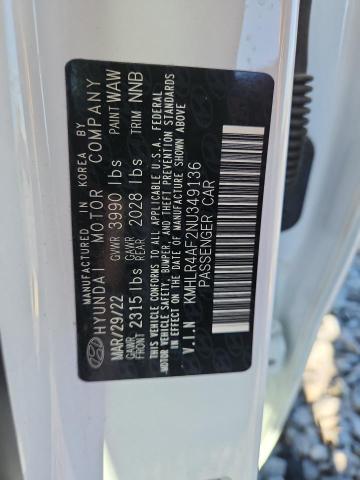 MANUFACTURED IN KOREA BY
HYUNDAI MOTOR COMPANY
MAR/29/22 GVWR 3990 lbs PAINT WAW
GAWR FRONT 2315 lbs GAWR REAR 2028 lbs TRIM NNB
THIS VEHICLE CONFORMS TO ALL APPLICABLE U.S.A. FEDERAL
MOTOR VEHICLE SAFETY, BUMPER, AND THEFT PREVENTION STANDARDS
IN EFFECT ON THE DATE OF MANUFACTURE SHOWN ABOVE
V.I.N KMHLR4AF2NU349136
PASSENGER CAR